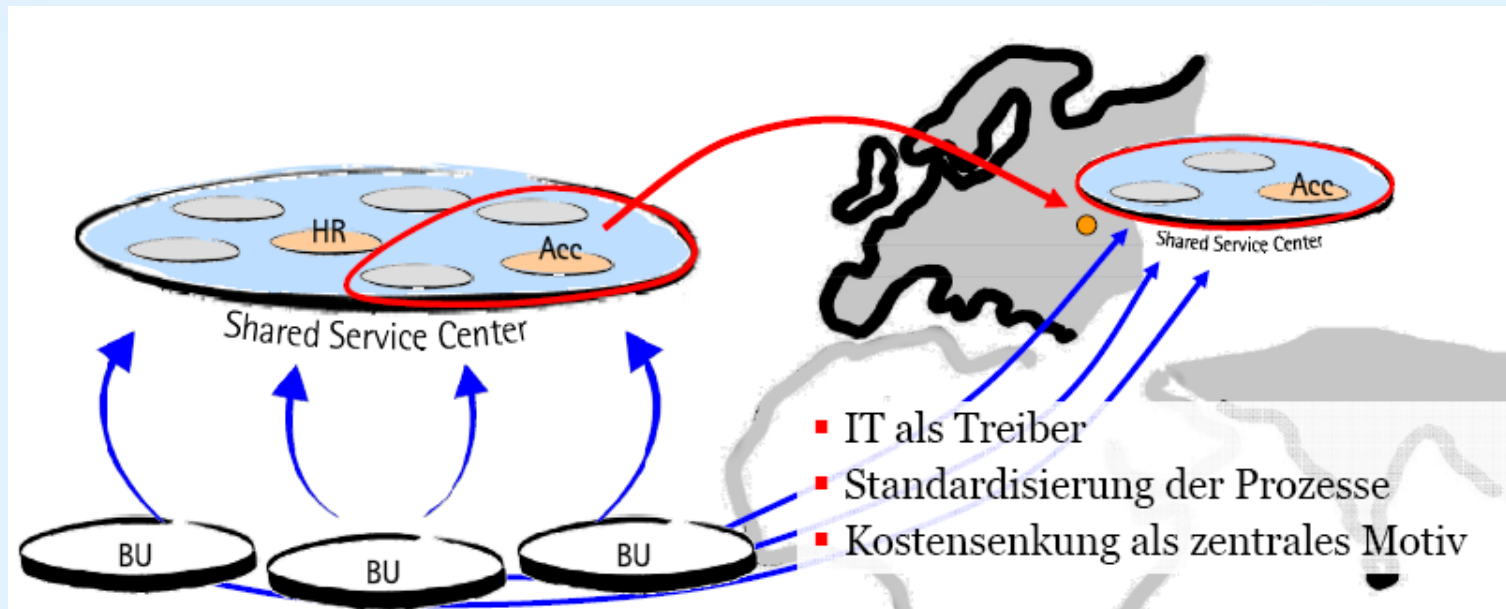 HR
Acc
Shared Service Center
BU
BU
BU
Acc
Shared Service Center
IT als Treiber
Standardisierung der Prozesse
Kostensenkung als zentrales Motiv